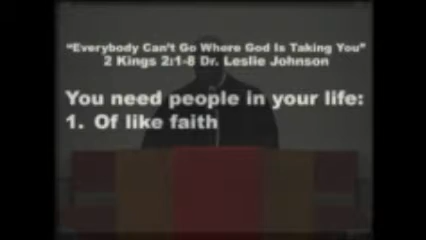 "Everybody Can't Go Where God Is Taking You"
2 Kings 2:1-8 Dr. Leslie Johnson
You need people in your life:
1. Of like faith